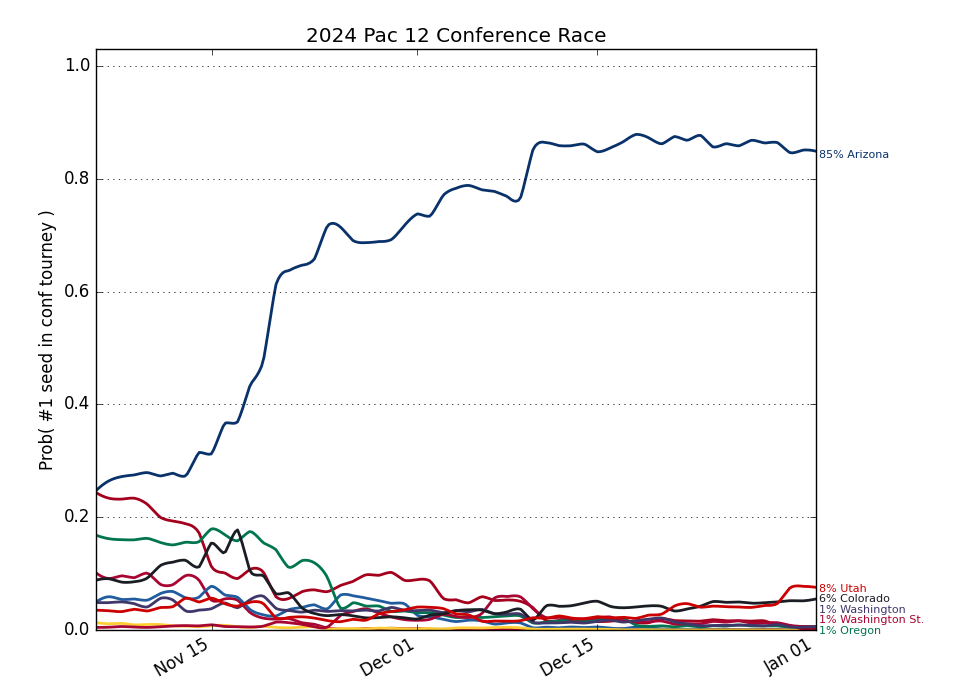 2024 Pac 12 Conference Race
Prob( #1 seed in conf tourney )
1.0
0.8
0.6
0.4
0.2
0.0
Nov 15
Dec 01
Dec 15
Jan 01
85% Arizona
8% Utah
6% Colorado
1% Washington
1% Washington St.
1% Oregon